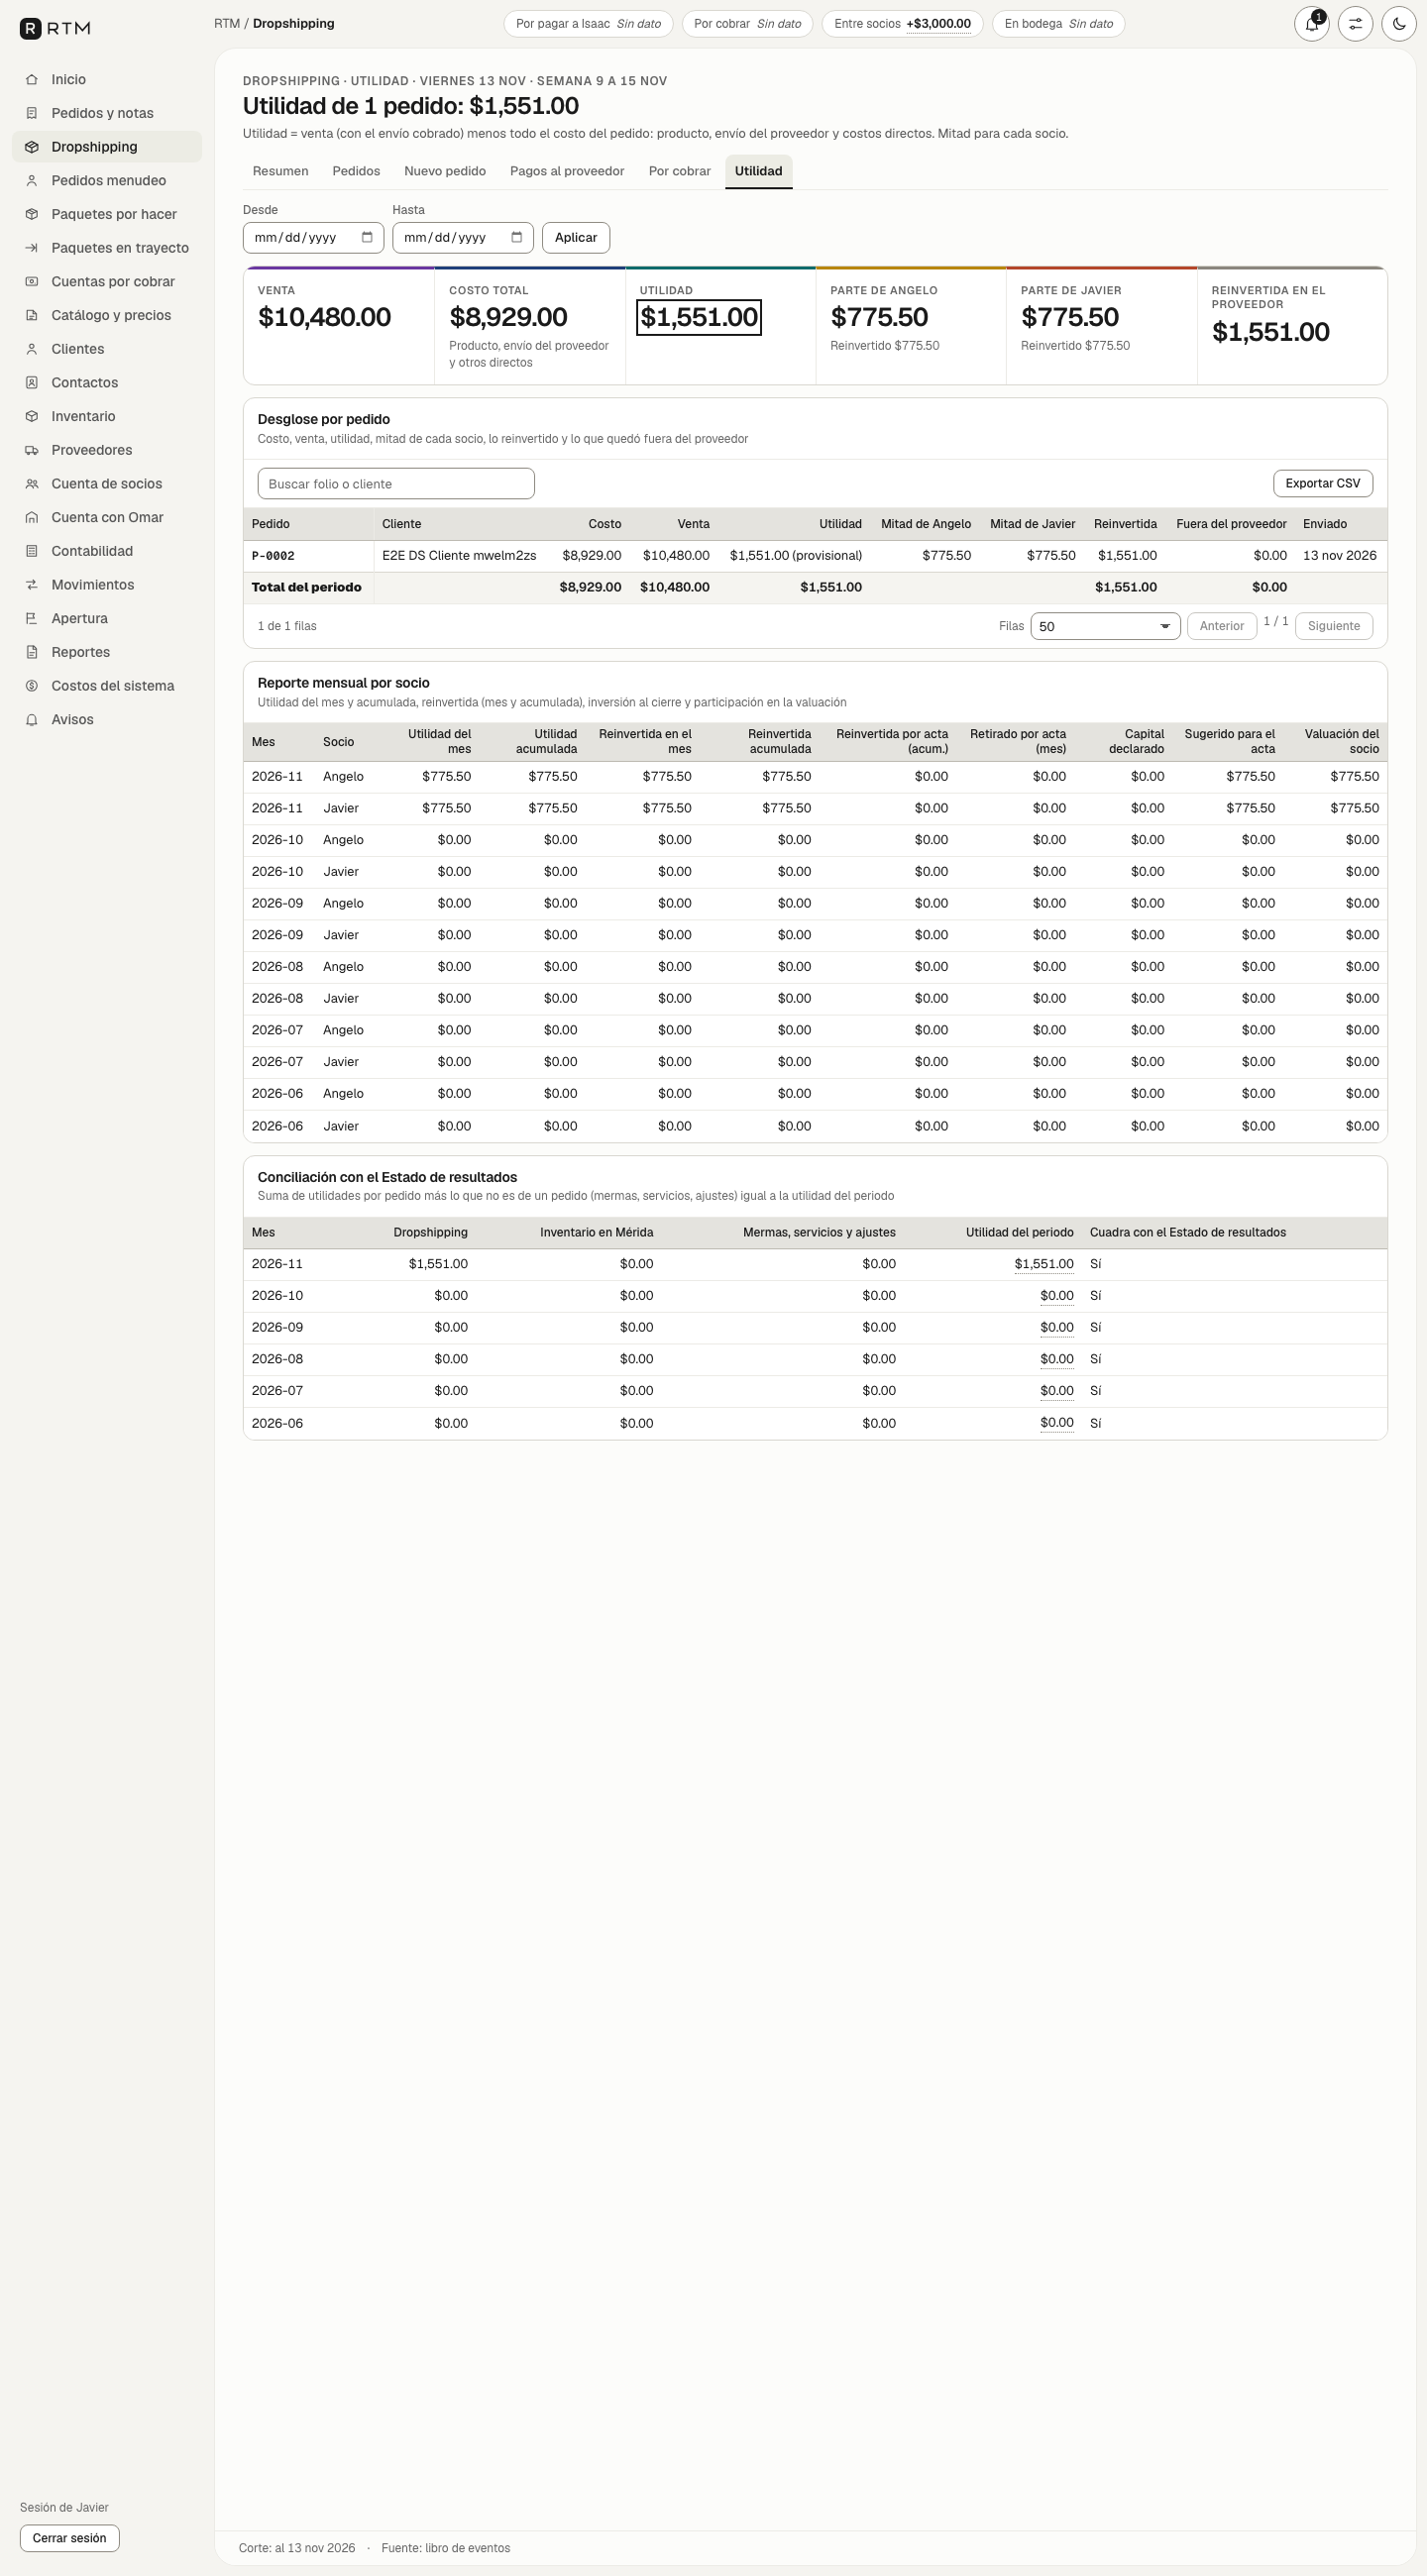 R RTM
RTM / Dropshipping
Por pagar a Isaac Sin dato
Por cobrar Sin dato
Entre socios +$3,000.00
En bodega Sin dato
1
Inicio
Pedidos y notas
Dropshipping
Pedidos menudeo
Paquetes por hacer
Paquetes en trayecto
Cuentas por cobrar
Catálogo y precios
Clientes
Contactos
Inventario
Proveedores
Cuenta de socios
Cuenta con Omar
Contabilidad
Movimientos
Apertura
Reportes
Costos del sistema
Avisos
Sesión de Javier
Cerrar sesión
DROPSHIPPING · UTILIDAD · VIERNES 13 NOV · SEMANA 9 A 15 NOV
Utilidad de 1 pedido: $1,551.00
Utilidad = venta (con el envío cobrado) menos todo el costo del pedido: producto, envío del proveedor y costos directos. Mitad para cada socio.
Resumen Pedidos Nuevo pedido Pagos al proveedor Por cobrar Utilidad
Desde Hasta
mm/dd/yyyy mm/dd/yyyy Aplicar
VENTA
$10,480.00
COSTO TOTAL
$8,929.00
Producto, envío del proveedor
y otros directos
UTILIDAD
$1,551.00
PARTE DE ANGELO
$775.50
Reinvertido $775.50
PARTE DE JAVIER
$775.50
Reinvertido $775.50
REINVERTIDA EN EL
PROVEEDOR
$1,551.00
Desglose por pedido
Costo, venta, utilidad, mitad de cada socio, lo reinvertido y lo que quedó fuera del proveedor
Buscar folio o cliente Exportar CSV
Pedido Cliente Costo Venta Utilidad Mitad de Angelo Mitad de Javier Reinvertida Fuera del proveedor Enviado
P-0002 E2E DS Cliente mwelm2zs $8,929.00 $10,480.00 $1,551.00 (provisional) $775.50 $775.50 $1,551.00 $0.00 13 nov 2026
Total del periodo $8,929.00 $10,480.00 $1,551.00 $1,551.00 $0.00
1 de 1 filas Filas 50 Anterior 1 / 1 Siguiente
Reporte mensual por socio
Utilidad del mes y acumulada, reinvertida (mes y acumulada), inversión al cierre y participación en la valuación
Mes Socio Utilidad del mes Utilidad acumulada Reinvertida en el mes Reinvertida acumulada Reinvertida por acta (acum.) Retirado por acta (mes) Capital declarado Sugerido para el acta Valuación del socio
2026-11 Angelo $775.50 $775.50 $775.50 $775.50 $0.00 $0.00 $0.00 $775.50 $775.50
2026-11 Javier $775.50 $775.50 $775.50 $775.50 $0.00 $0.00 $0.00 $775.50 $775.50
2026-10 Angelo $0.00 $0.00 $0.00 $0.00 $0.00 $0.00 $0.00 $0.00 $0.00
2026-10 Javier $0.00 $0.00 $0.00 $0.00 $0.00 $0.00 $0.00 $0.00 $0.00
2026-09 Angelo $0.00 $0.00 $0.00 $0.00 $0.00 $0.00 $0.00 $0.00 $0.00
2026-09 Javier $0.00 $0.00 $0.00 $0.00 $0.00 $0.00 $0.00 $0.00 $0.00
2026-08 Angelo $0.00 $0.00 $0.00 $0.00 $0.00 $0.00 $0.00 $0.00 $0.00
2026-08 Javier $0.00 $0.00 $0.00 $0.00 $0.00 $0.00 $0.00 $0.00 $0.00
2026-07 Angelo $0.00 $0.00 $0.00 $0.00 $0.00 $0.00 $0.00 $0.00 $0.00
2026-07 Javier $0.00 $0.00 $0.00 $0.00 $0.00 $0.00 $0.00 $0.00 $0.00
2026-06 Angelo $0.00 $0.00 $0.00 $0.00 $0.00 $0.00 $0.00 $0.00 $0.00
2026-06 Javier $0.00 $0.00 $0.00 $0.00 $0.00 $0.00 $0.00 $0.00 $0.00
Conciliación con el Estado de resultados
Suma de utilidades por pedido más lo que no es de un pedido (mermas, servicios, ajustes) igual a la utilidad del periodo
Mes Dropshipping Inventario en Mérida Mermas, servicios y ajustes Utilidad del periodo Cuadra con el Estado de resultados
2026-11 $1,551.00 $0.00 $0.00 $1,551.00 Sí
2026-10 $0.00 $0.00 $0.00 $0.00 Sí
2026-09 $0.00 $0.00 $0.00 $0.00 Sí
2026-08 $0.00 $0.00 $0.00 $0.00 Sí
2026-07 $0.00 $0.00 $0.00 $0.00 Sí
2026-06 $0.00 $0.00 $0.00 $0.00 Sí
Corte: al 13 nov 2026 · Fuente: libro de eventos